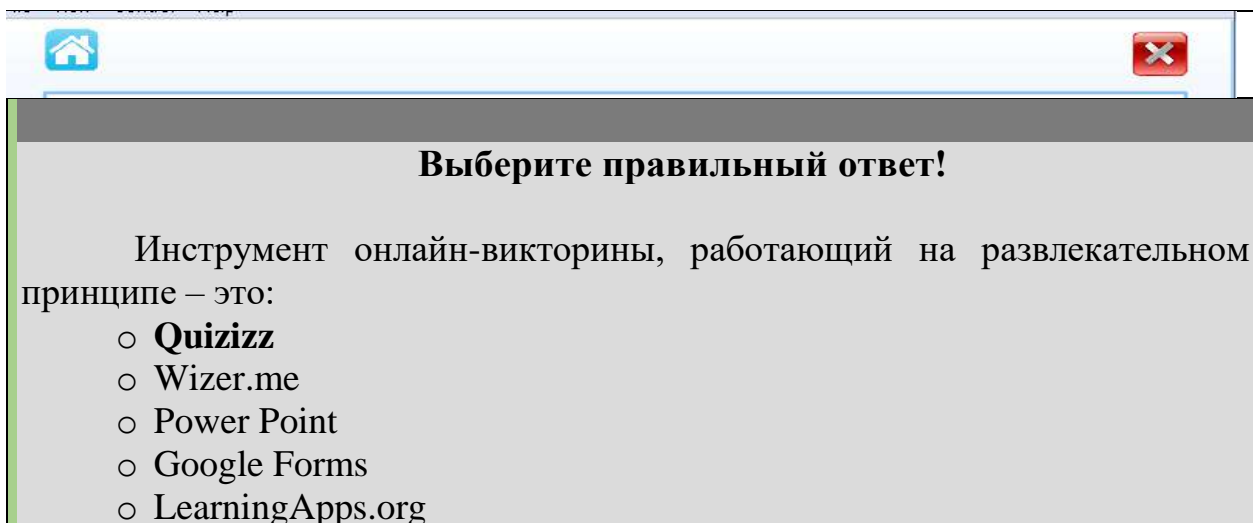 Выберите правильный ответ!
Инструмент онлайн-викторины, работающий на развлекательном
принципе – это:
o Quizizz
o Wizer.me
o Power Point
o Google Forms
o LearningApps.org